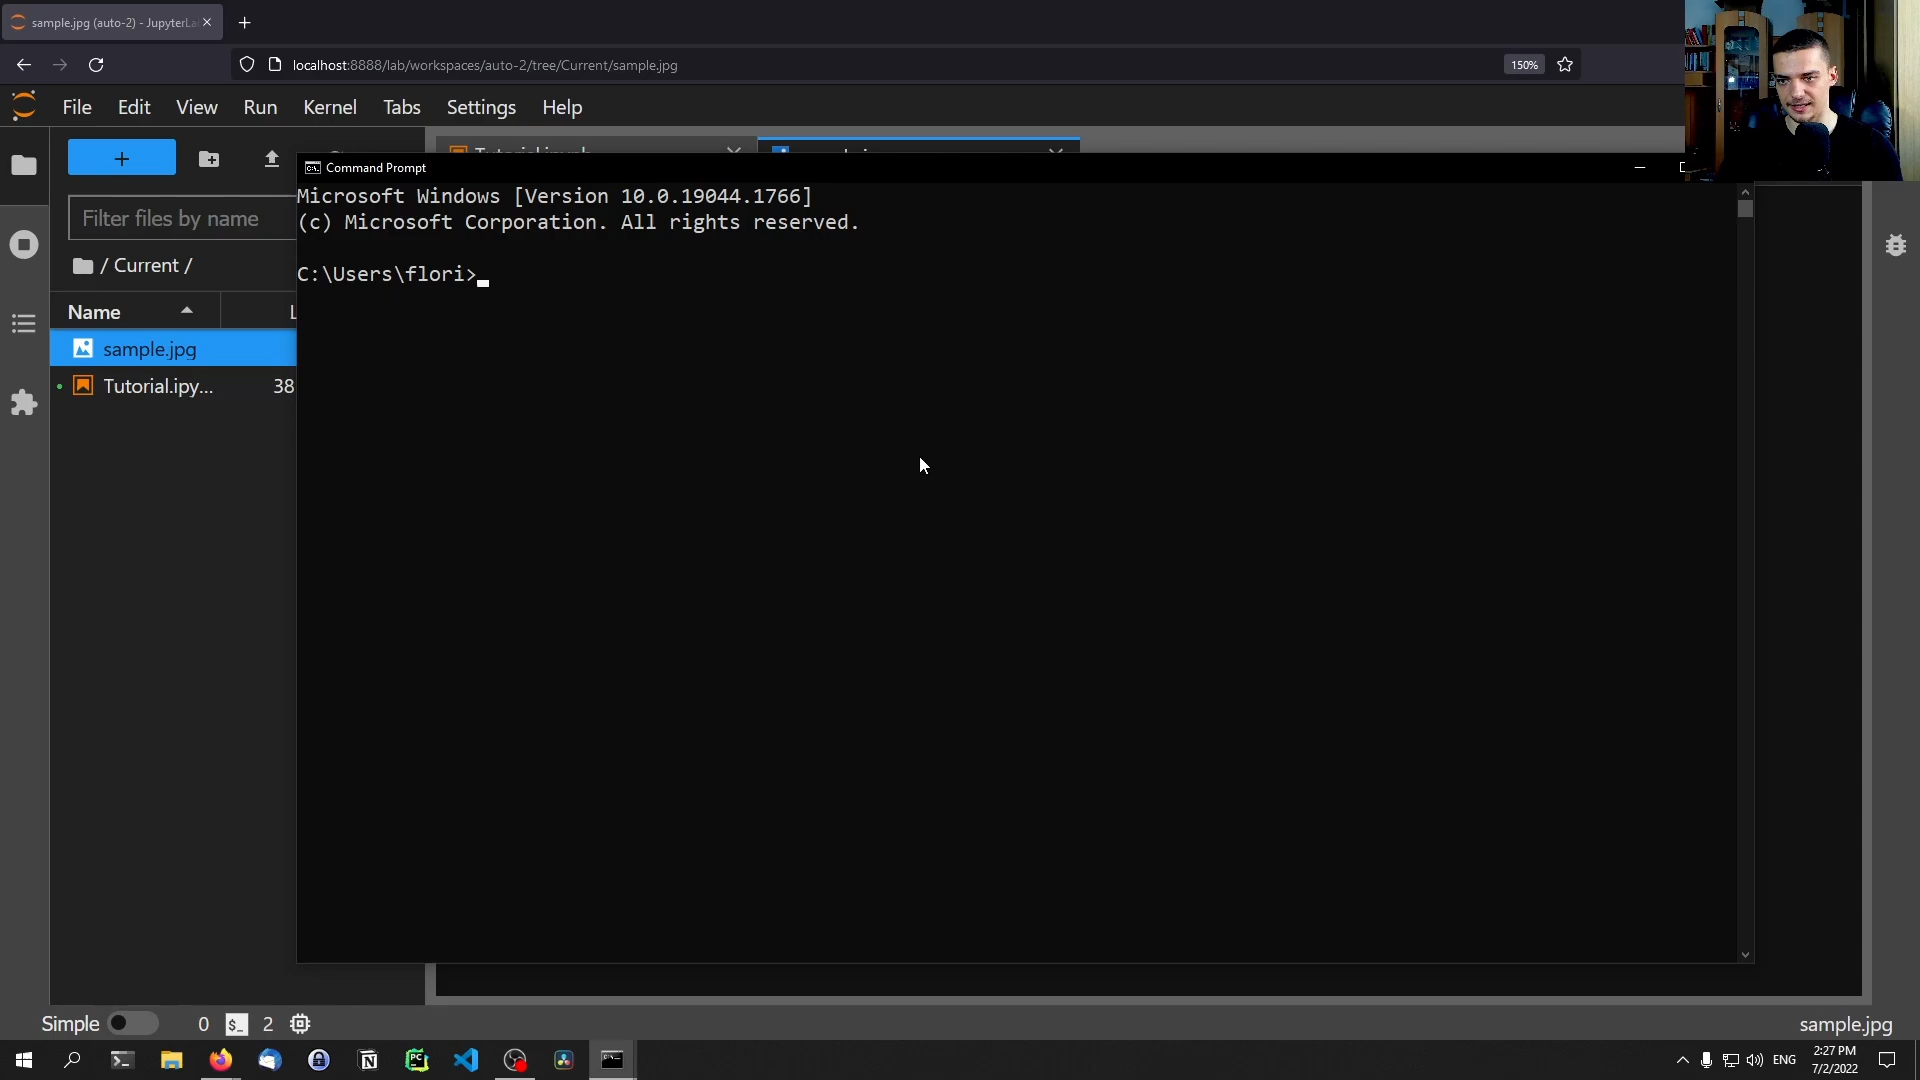 sample.jpg (auto-2) - JupyterLa
localhost:8888/lab/workspaces/auto-2/tree/Current/sample.jpg
150%
File Edit View Run Kernel Tabs Settings Help
Command Prompt
Microsoft Windows [Version 10.0.19044.1766]
(c) Microsoft Corporation. All rights reserved.
C:\Users\flori>
Filter files by name
/ Current /
Name
sample.jpg
Tutorial.ipy... 38
Simple 0 $_ 2
sample.jpg
ENG
2:27 PM
7/2/2022